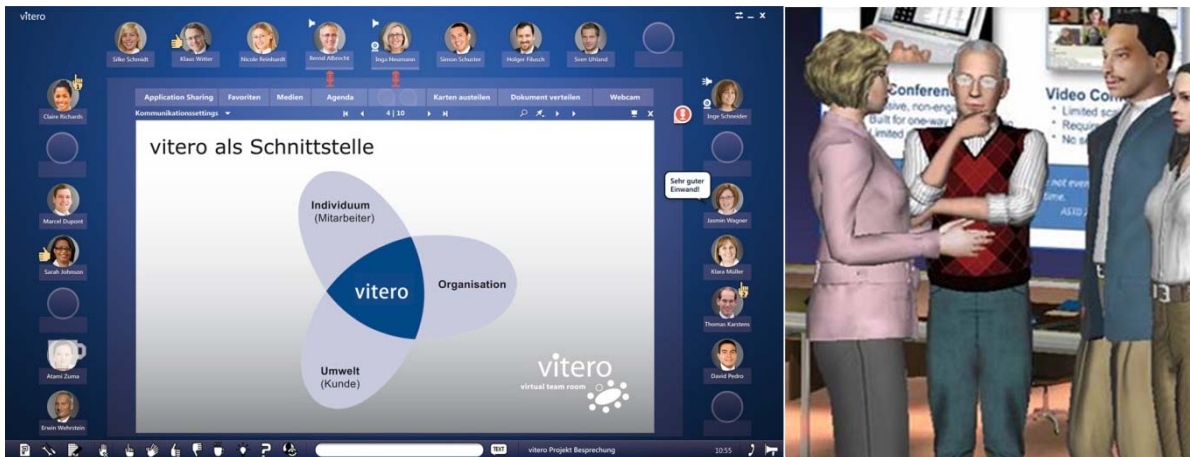 vitero
Silke Schmidt
Klaus Witter
Nicole Reinhardt
Bernd Albrecht
Inga Neumann
Simon Schuster
Holger Filusch
Sven Uhland
Claire Richards
Marcel Dupont
Sarah Johnson
Atami Zuma
Erwin Wehrstein
Application Sharing
Favoriten
Medien
Agenda
Karten austeilen
Dokument verteilen
Webcam
Kommunikationssettings
4 | 10
vitero als Schnittstelle
Individuum
(Mitarbeiter)
Organisation
vitero
Umwelt
(Kunde)
vitero
virtual team room
Inge Schneider
Sehr guter
Einwand!
Jasmin Wagner
Klara Müller
Thomas Karstens
David Pedro
TEXT
vitero Projekt Besprechung
10:55
Built for one-way
Limited
Video
Limited
No
not
time.